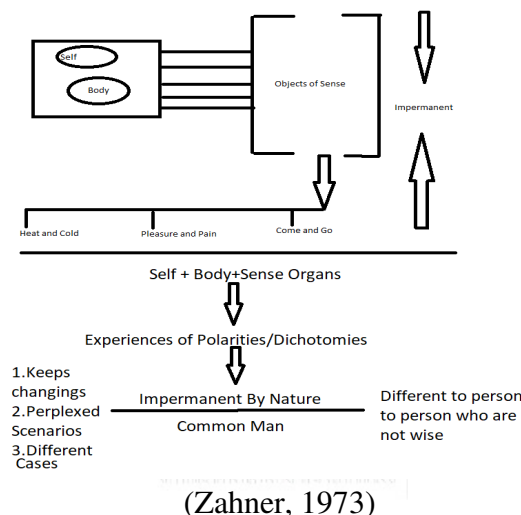 Self
Body
Objects of Sense
Impermanent
Heat and Cold
Pleasure and Pain
Come and Go
Self + Body+Sense Organs
Experiences of Polarities/Dichotomies
1.Keeps
changings
2.Perplexed
Scenarios
3.Different
Cases
Impermanent By Nature
Common Man
Different to person
to person who are
not wise
(Zahner, 1973)